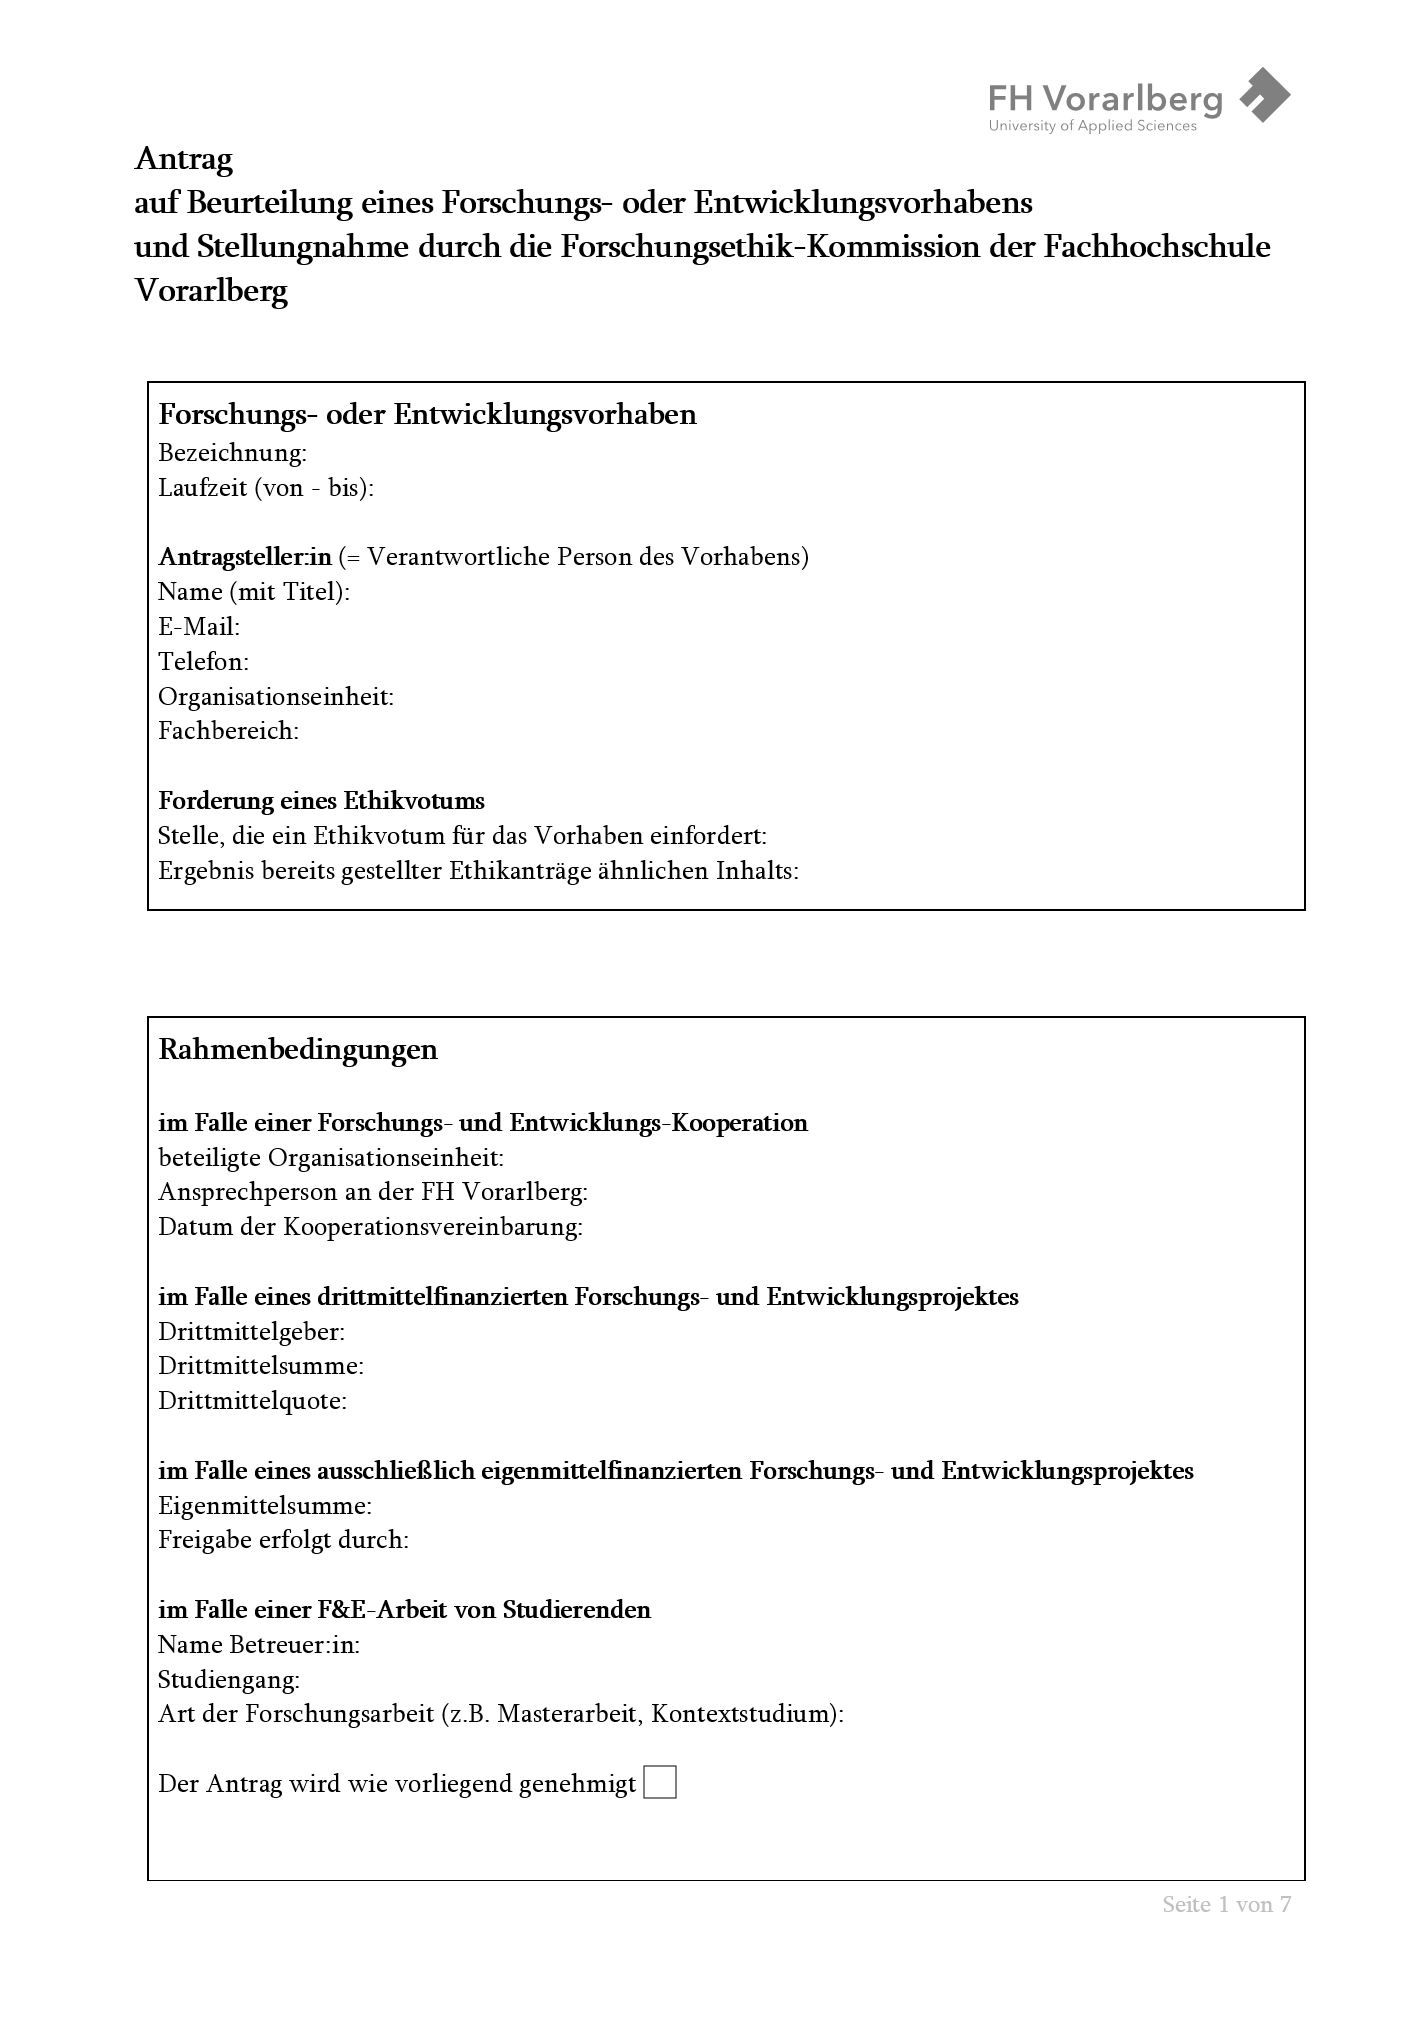 FH Vorarlberg
University of Applied Sciences
Antrag
auf Beurteilung eines Forschungs- oder Entwicklungsvorhabens
und Stellungnahme durch die Forschungsethik-Kommission der Fachhochschule
Vorarlberg
Forschungs- oder Entwicklungsvorhaben
Bezeichnung:
Laufzeit (von - bis):
Antragsteller:in (= Verantwortliche Person des Vorhabens)
Name (mit Titel):
E-Mail:
Telefon:
Organisationseinheit:
Fachbereich:
Forderung eines Ethikvotums
Stelle, die ein Ethikvotum für das Vorhaben einfordert:
Ergebnis bereits gestellter Ethikanträge ähnlichen Inhalts:
Rahmenbedingungen
im Falle einer Forschungs- und Entwicklungs-Kooperation
beteiligte Organisationseinheit:
Ansprechperson an der FH Vorarlberg:
Datum der Kooperationsvereinbarung:
im Falle eines drittmittelfinanzierten Forschungs- und Entwicklungsprojektes
Drittmittelgeber:
Drittmittelsumme:
Drittmittelquote:
im Falle eines ausschließlich eigenmittelfinanzierten Forschungs- und Entwicklungsprojektes
Eigenmittelsumme:
Freigabe erfolgt durch:
im Falle einer F&E-Arbeit von Studierenden
Name Betreuer:in:
Studiengang:
Art der Forschungsarbeit (z.B. Masterarbeit, Kontextstudium):
Der Antrag wird wie vorliegend genehmigt
Seite 1 von 7